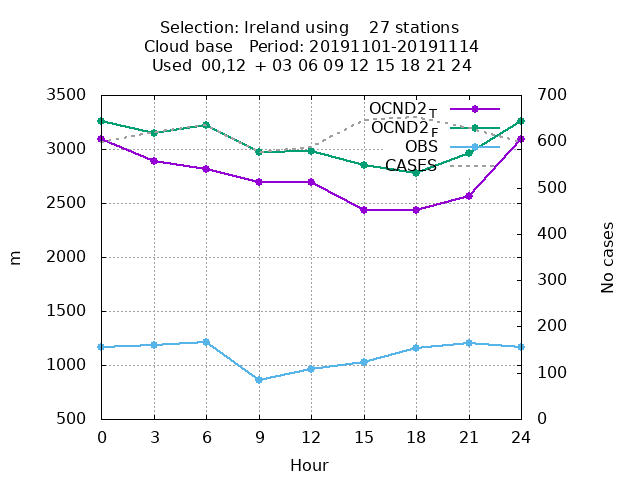 Selection: Ireland using    27 stations
Cloud base   Period: 20191101-20191114
Used  00,12  + 03 06 09 12 15 18 21 24
3500
3000
2500
2000
1500
1000
500
m
OCND2_T
OCND2_F
OBS
CASES
700
600
500
400
300
200
100
0
No cases
0 3 6 9 12 15 18 21 24
Hour